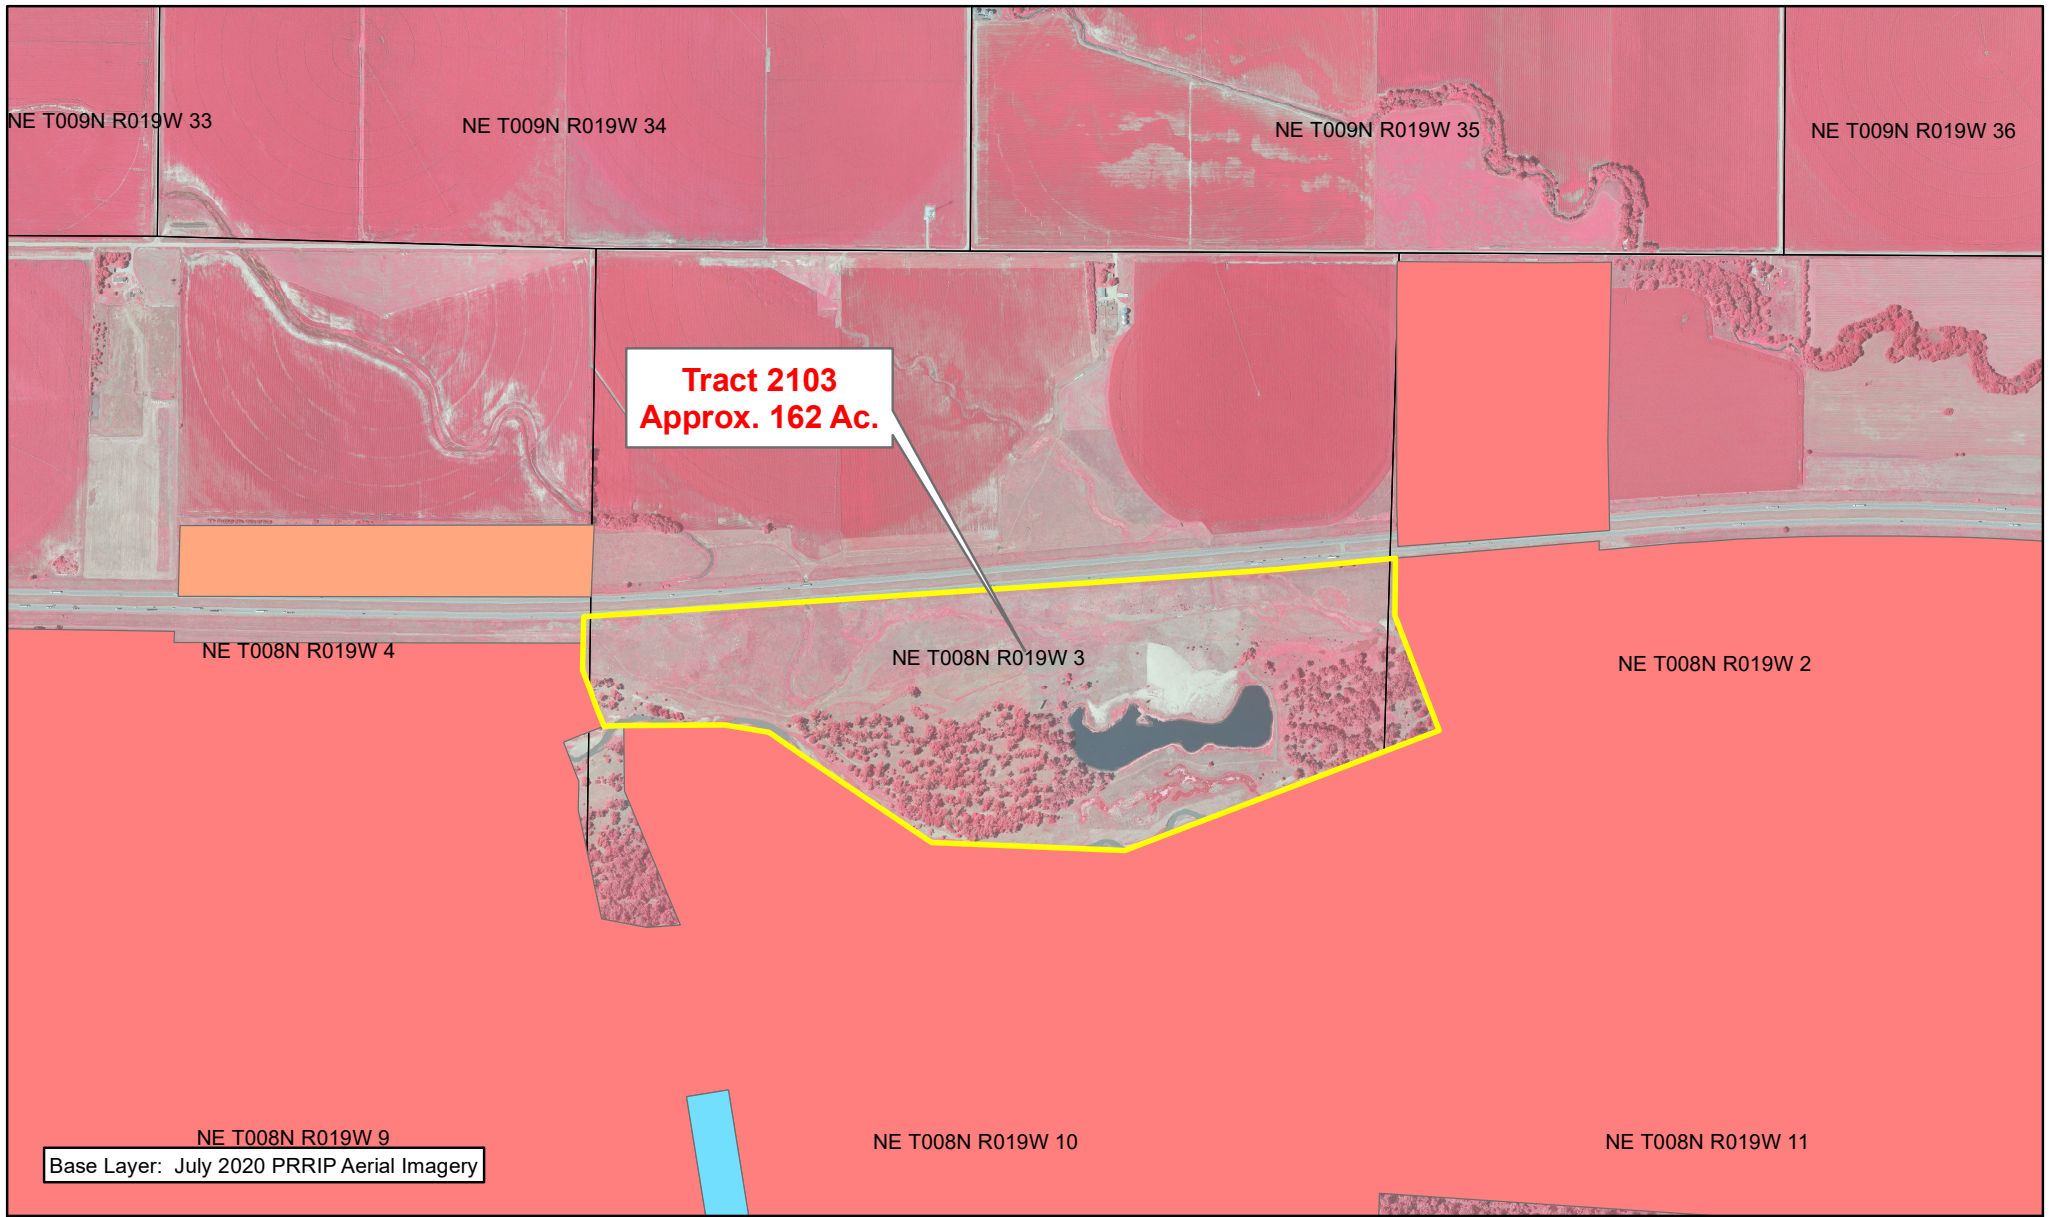 NE T009N R019W 33
NE T009N R019W 34
NE T009N R019W 35
NE T009N R019W 36
Tract 2103
Approx. 162 Ac.
NE T008N R019W 4
NE T008N R019W 3
NE T008N R019W 2
NE T008N R019W 9
NE T008N R019W 10
NE T008N R019W 11
Base Layer: July 2020 PRRIP Aerial Imagery